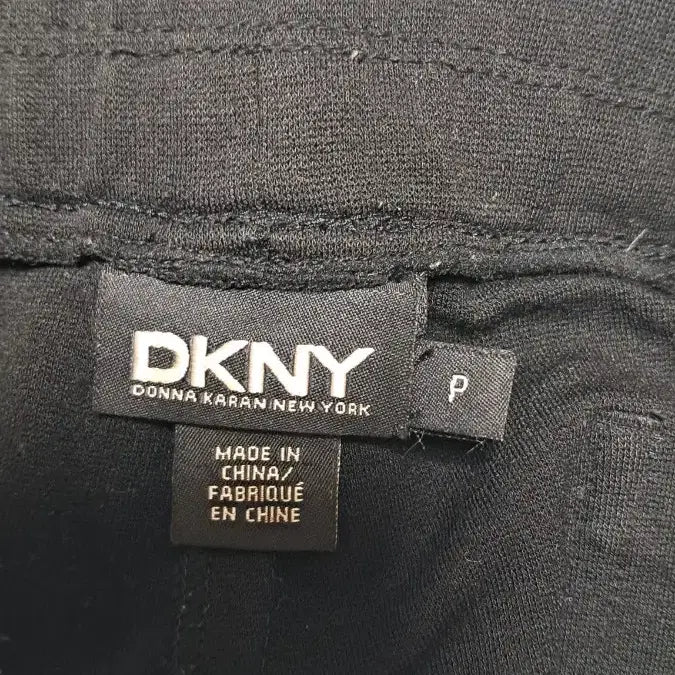 DKNY
DONNA KARAN NEW YORK
P
MADE IN
CHINA/
FABRIQUÉ
EN CHINE